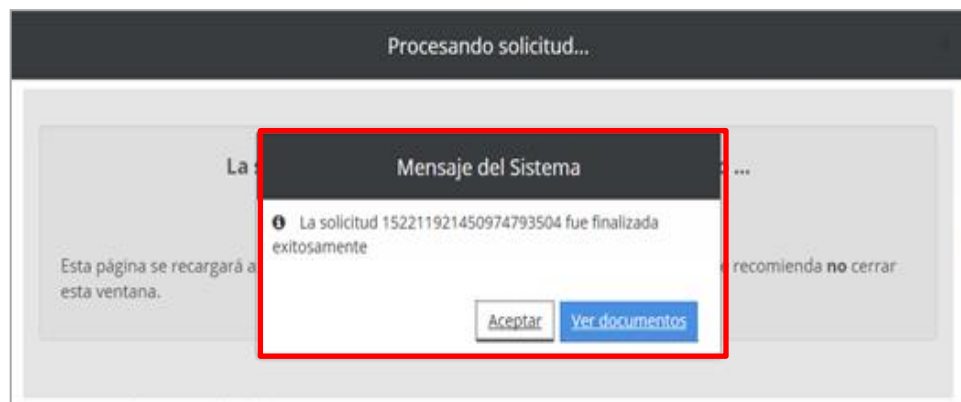 Procesando solicitud...
La
Mensaje del Sistema
...
La solicitud 152211921450974793504 fue finalizada
exitosamente
Esta página se recargará a
recomienda no cerrar
esta ventana.
Aceptar
Ver documentos